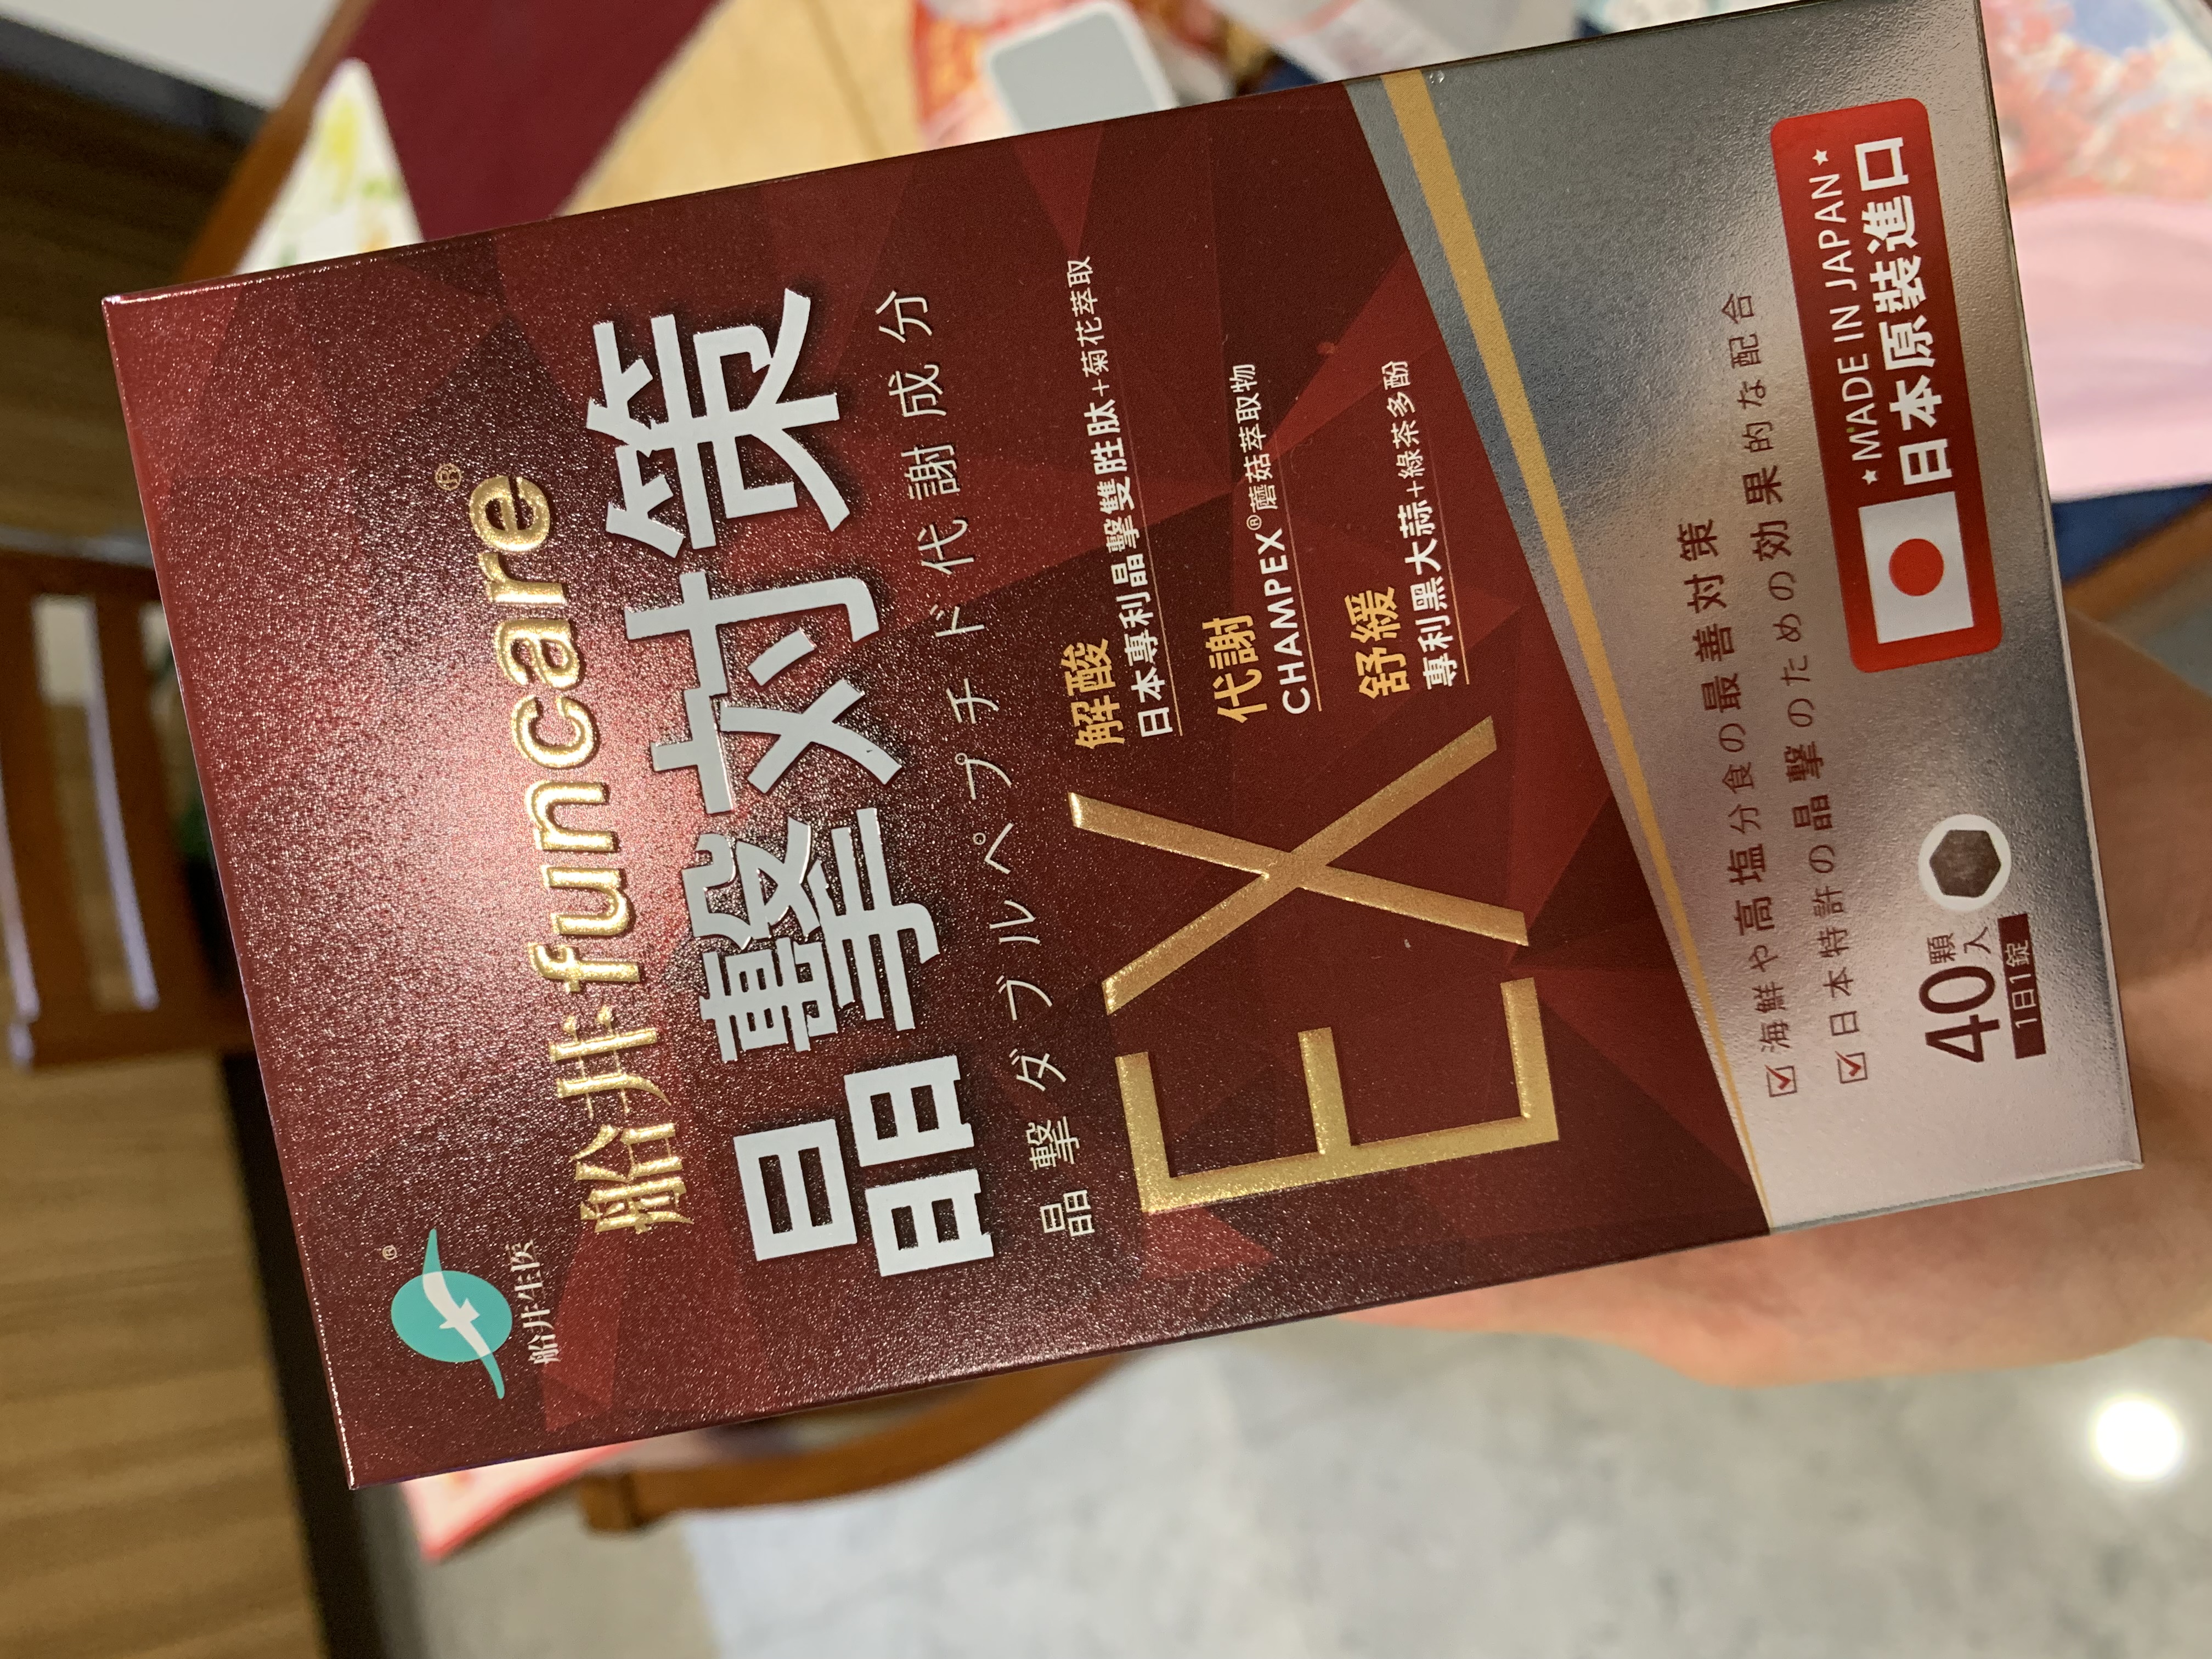 ®
船井生医
船井®funcare®
晶撃対策
晶撃ダブルペプチド代謝成分
EX
解酸
日本專利晶擊雙胜肽+菊花萃取
代謝
CHAMPEX®蘑菇萃取物
舒緩
專利黑大蒜+綠茶多酚
海鮮や高塩分食の最善対策
日本特許の晶撃のための効果的な配合
40顆入
1日1錠
★MADE IN JAPAN★
日本原裝進口